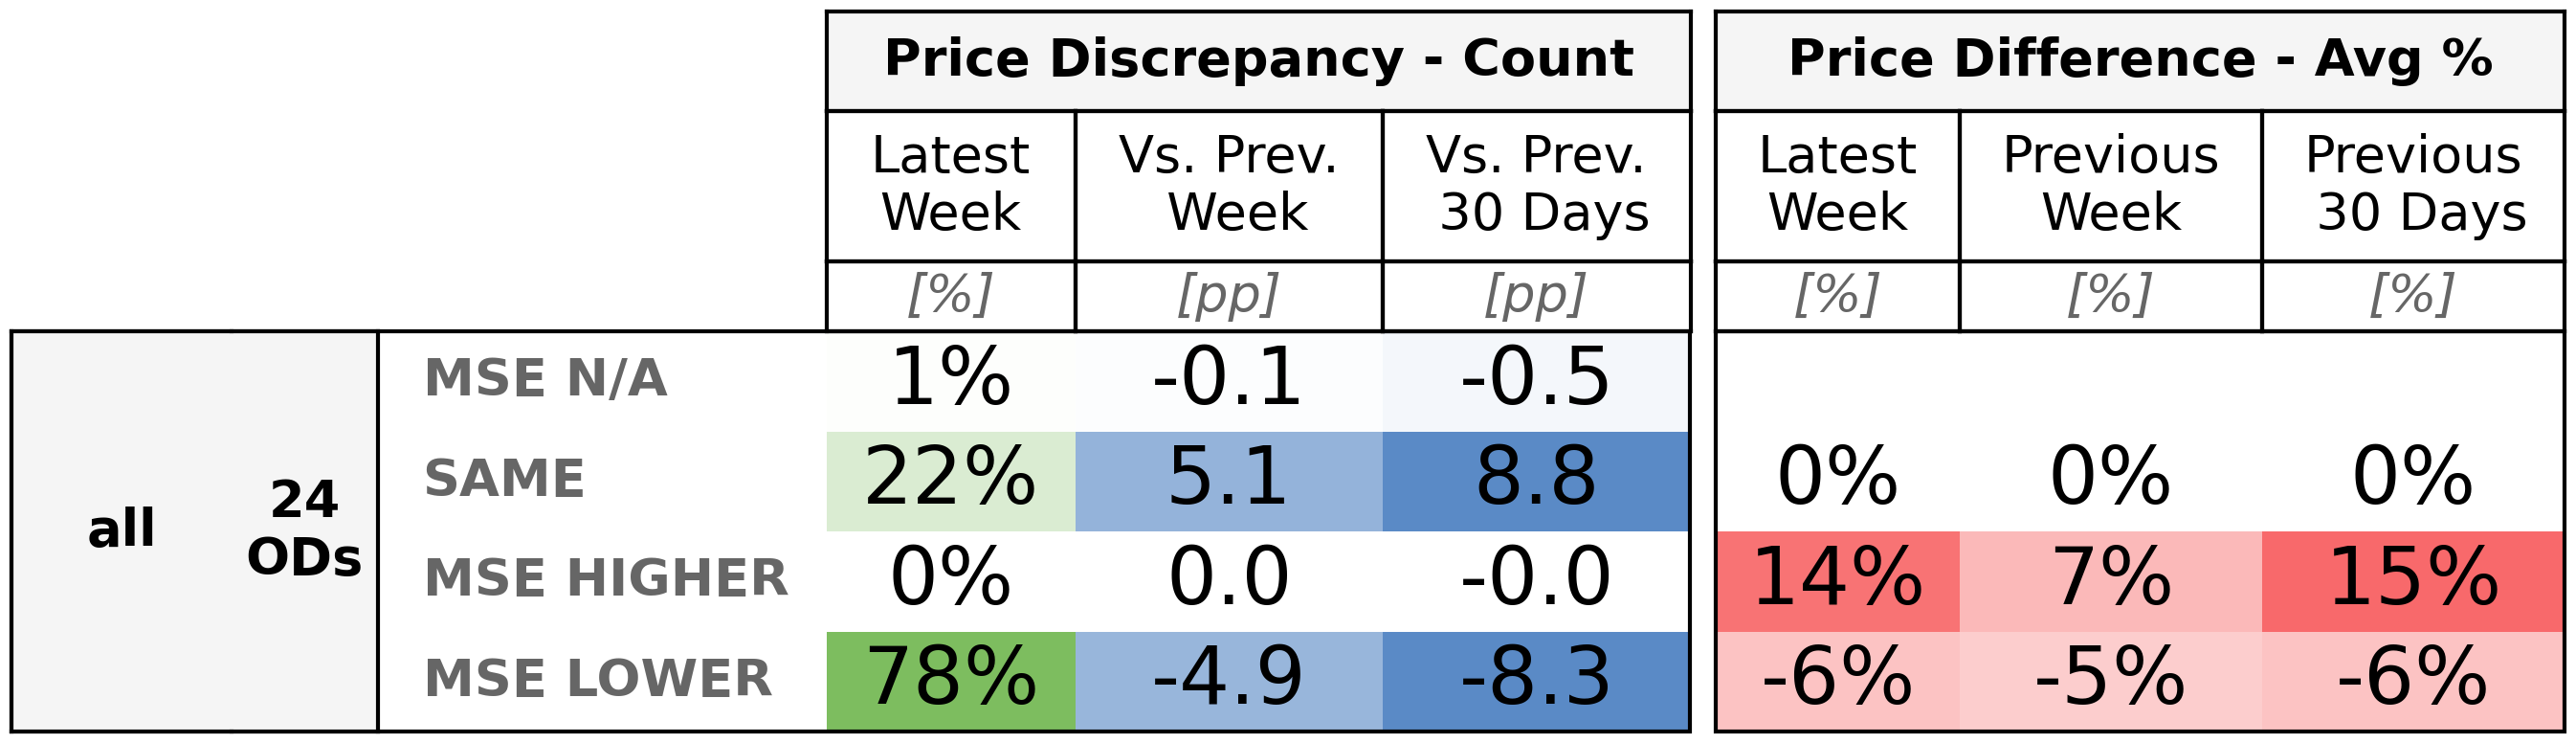 Price Discrepancy - Count Price Difference - Avg %
Latest Week Vs. Prev. Week Vs. Prev. 30 Days Latest Week Previous Week Previous 30 Days
[%] [pp] [pp] [%] [%] [%]
all 24 ODs
MSE N/A 1% -0.1 -0.5
SAME 22% 5.1 8.8 0% 0% 0%
MSE HIGHER 0% 0.0 -0.0 14% 7% 15%
MSE LOWER 78% -4.9 -8.3 -6% -5% -6%